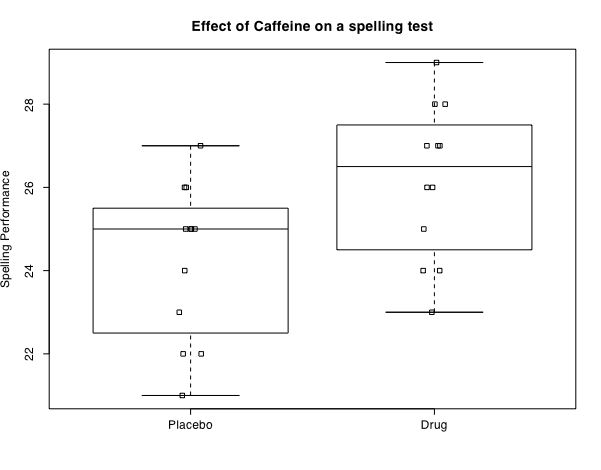 Effect of Caffeine on a spelling test
Spelling Performance
28
26
24
22
Placebo
Drug